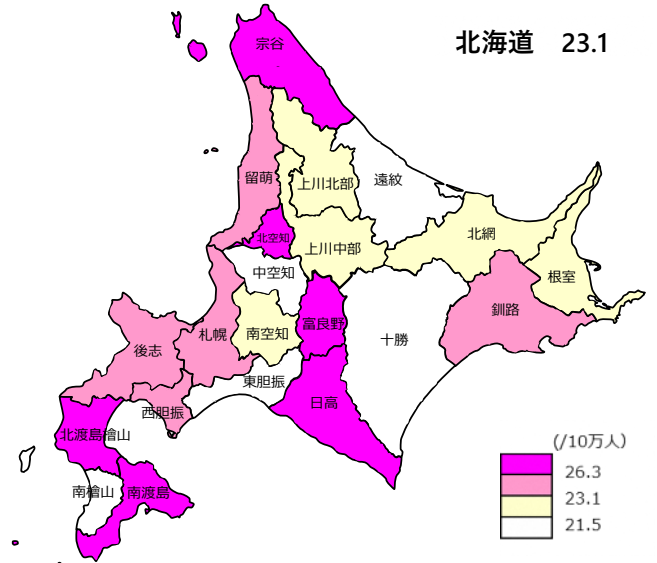 北海道　23.1
宗谷
留萌
上川北部
遠紋
北空知
上川中部
北網
中空知
根室
富良野
釧路
札幌
南空知
十勝
後志
東胆振
日高
西胆振
北渡島檜山
南檜山
南渡島
(/10万人)
26.3
23.1
21.5